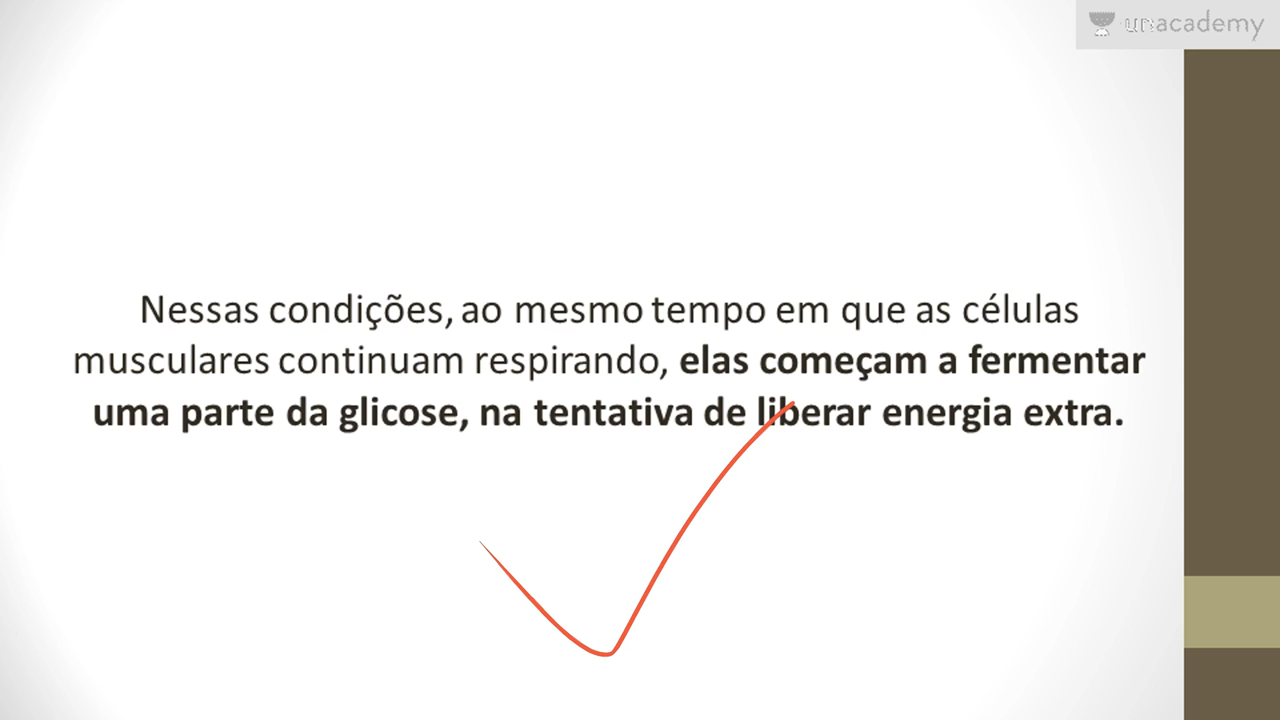 unacademy
Nessas condições, ao mesmo tempo em que as células
musculares continuam respirando, elas começam a fermentar
uma parte da glicose, na tentativa de liberar energia extra.